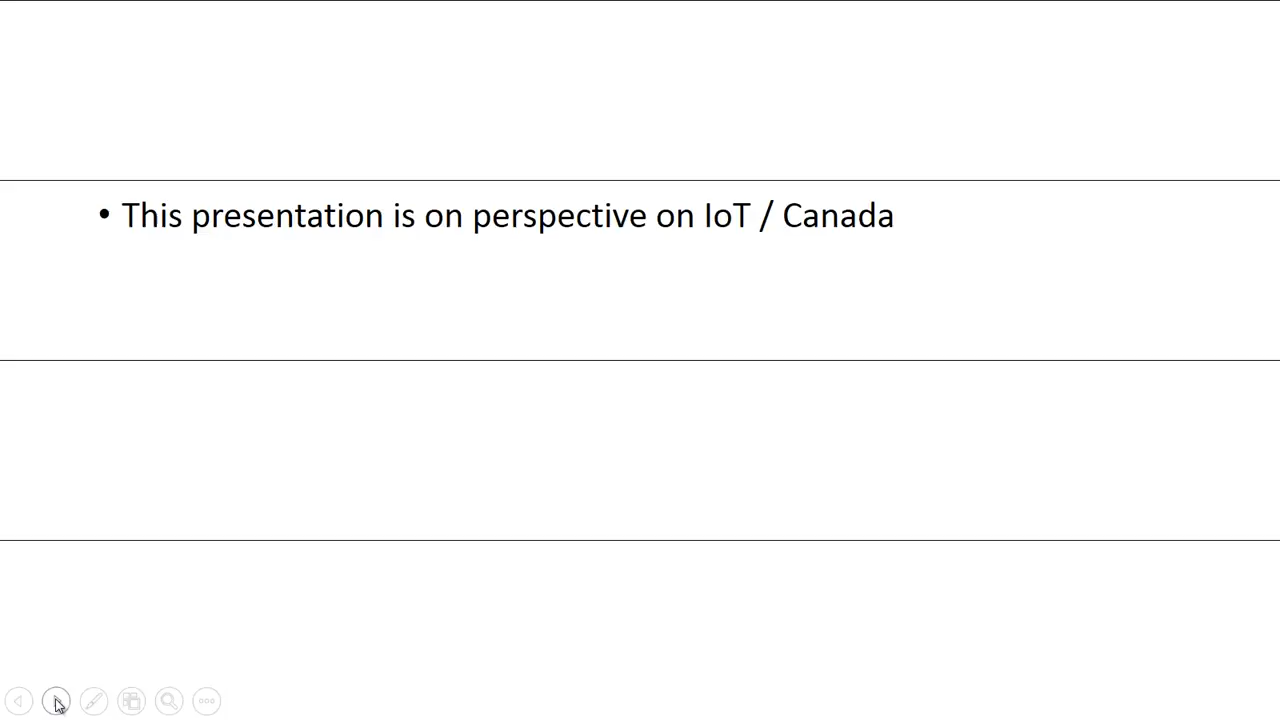 • This presentation is on perspective on IoT / Canada